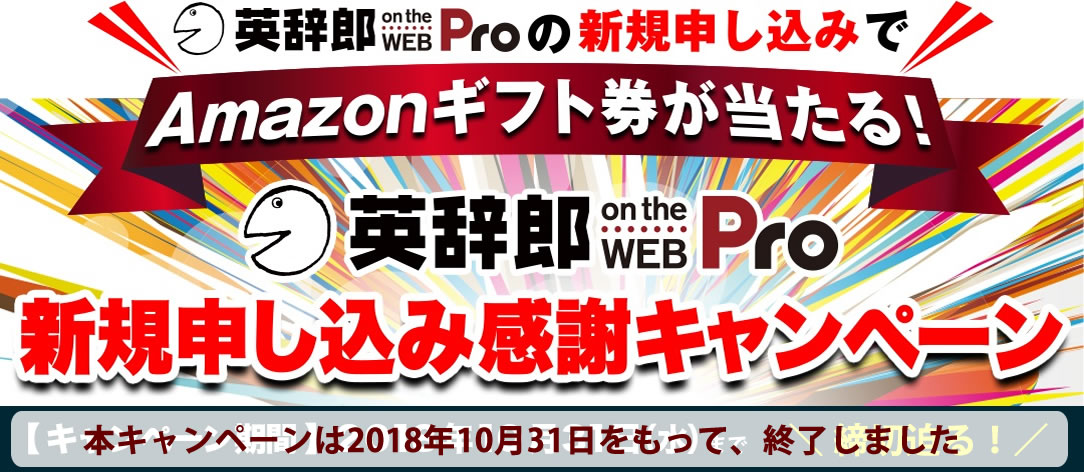 英辞郎 on the WEB Proの新規申し込みで
Amazonギフト券が当たる!
英辞郎 on the WEB Pro
新規申し込み感謝キャンペーン
本キャンペーンは2018年10月31日をもって、終了しました